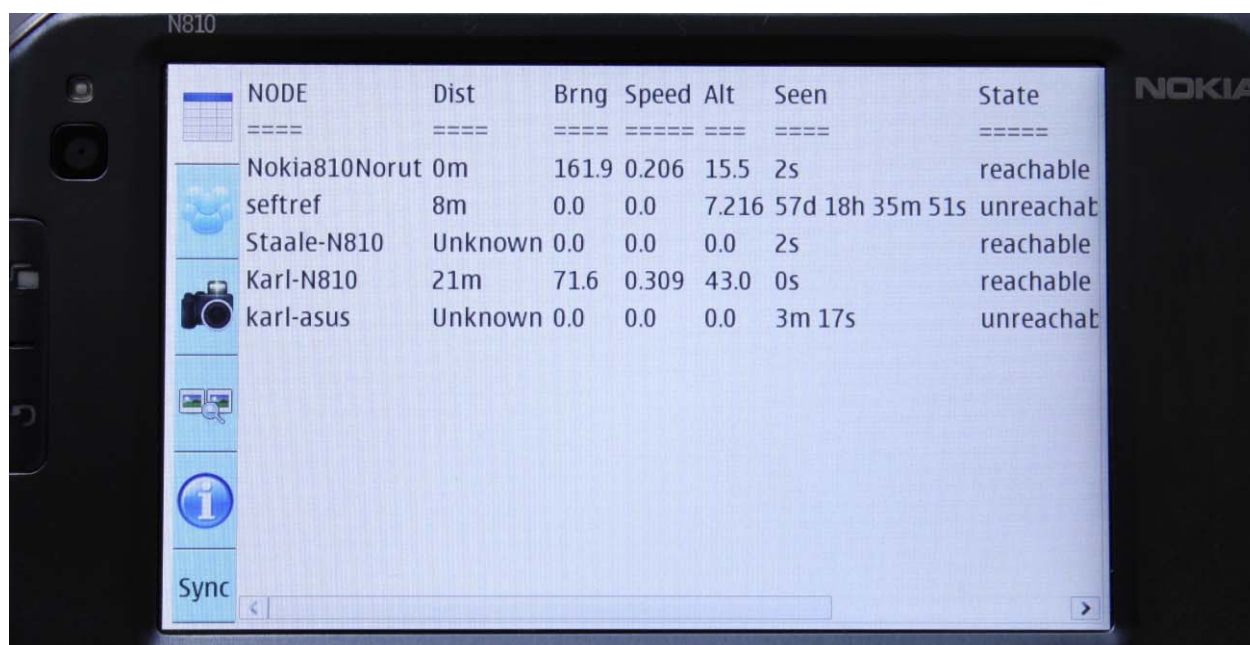 N810
NOKIA
NODE Dist Brng Speed Alt Seen State
==== ==== ==== ===== === ==== =====
Nokia810Norut 0m 161.9 0.206 15.5 2s reachable
seftref 8m 0.0 0.0 7.216 57d 18h 35m 51s unreachab
Staale-N810 Unknown 0.0 0.0 0.0 2s reachable
Karl-N810 21m 71.6 0.309 43.0 0s reachable
karl-asus Unknown 0.0 0.0 0.0 3m 17s unreachab
Sync